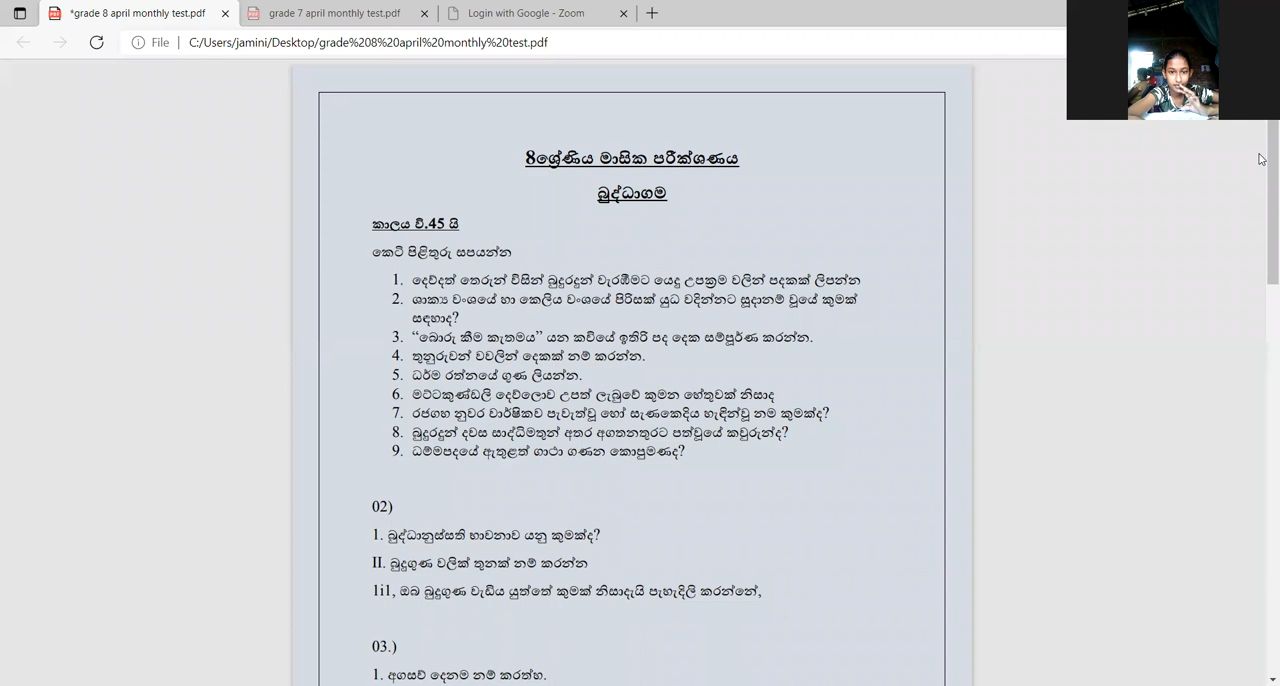 *grade 8 april monthly test.pdf
grade 7 april monthly test.pdf
Login with Google - Zoom
File
C:/Users/jamini/Desktop/grade%208%20april%20monthly%20test.pdf
8ශ්‍රේණිය මාසික පරීක්ශණය
බුද්ධාගම
කාලය වි.45 යි
කෙටි පිළිතුරු සපයන්න
1. දෙව්දත් තෙරුන් විසින් බුදුරදුන් වැරඹීමට යෙදු උපක්‍රම වලින් පදකක් ලිපන්න
2. ශාක්‍ය වංශයේ හා කෙලිය වංශයේ පිරිසක් යුධ වදින්නට සූදානම් වූයේ කුමක්
සඳහාද?
3. “බොරු කීම කැතමය” යන කවියේ ඉතිරි පද දෙක සම්පූර්ණ කරන්න.
4. තුනුරුවන් වචලින් දෙකක් නම් කරන්න.
5. ධර්ම රත්නයේ ගුණ ලියන්න.
6. මට්ටකුණ්ඩලි දෙව්ලොව උපත් ලැබුවේ කුමන හේතුවක් නිසාද
7. රජගහ නුවර වාර්ෂිකව පැවැත්වූ හෝ සැණකෙදිය හැඳින්වූ නම කුමක්ද?
8. බුදුරදුන් දවස සාද්ධිමතුන් අතර අගතනතුරට පත්වූයේ කවුරුන්ද?
9. ධම්මපදයේ ඇතුළත් ගාථා ගණන කොපුමණද?
02)
1. බුද්ධානුස්සති භාවනාව යනු කුමක්ද?
II. බුදුගුණ වලික් තුනක් නම් කරන්න
1i1, ඔබ බුදුගුණ වැඩිය යුත්තේ කුමක් නිසාදැයි පැහැදිලි කරන්නේ,
03.)
1. අගසව් දෙනම නම් කරත්හ.